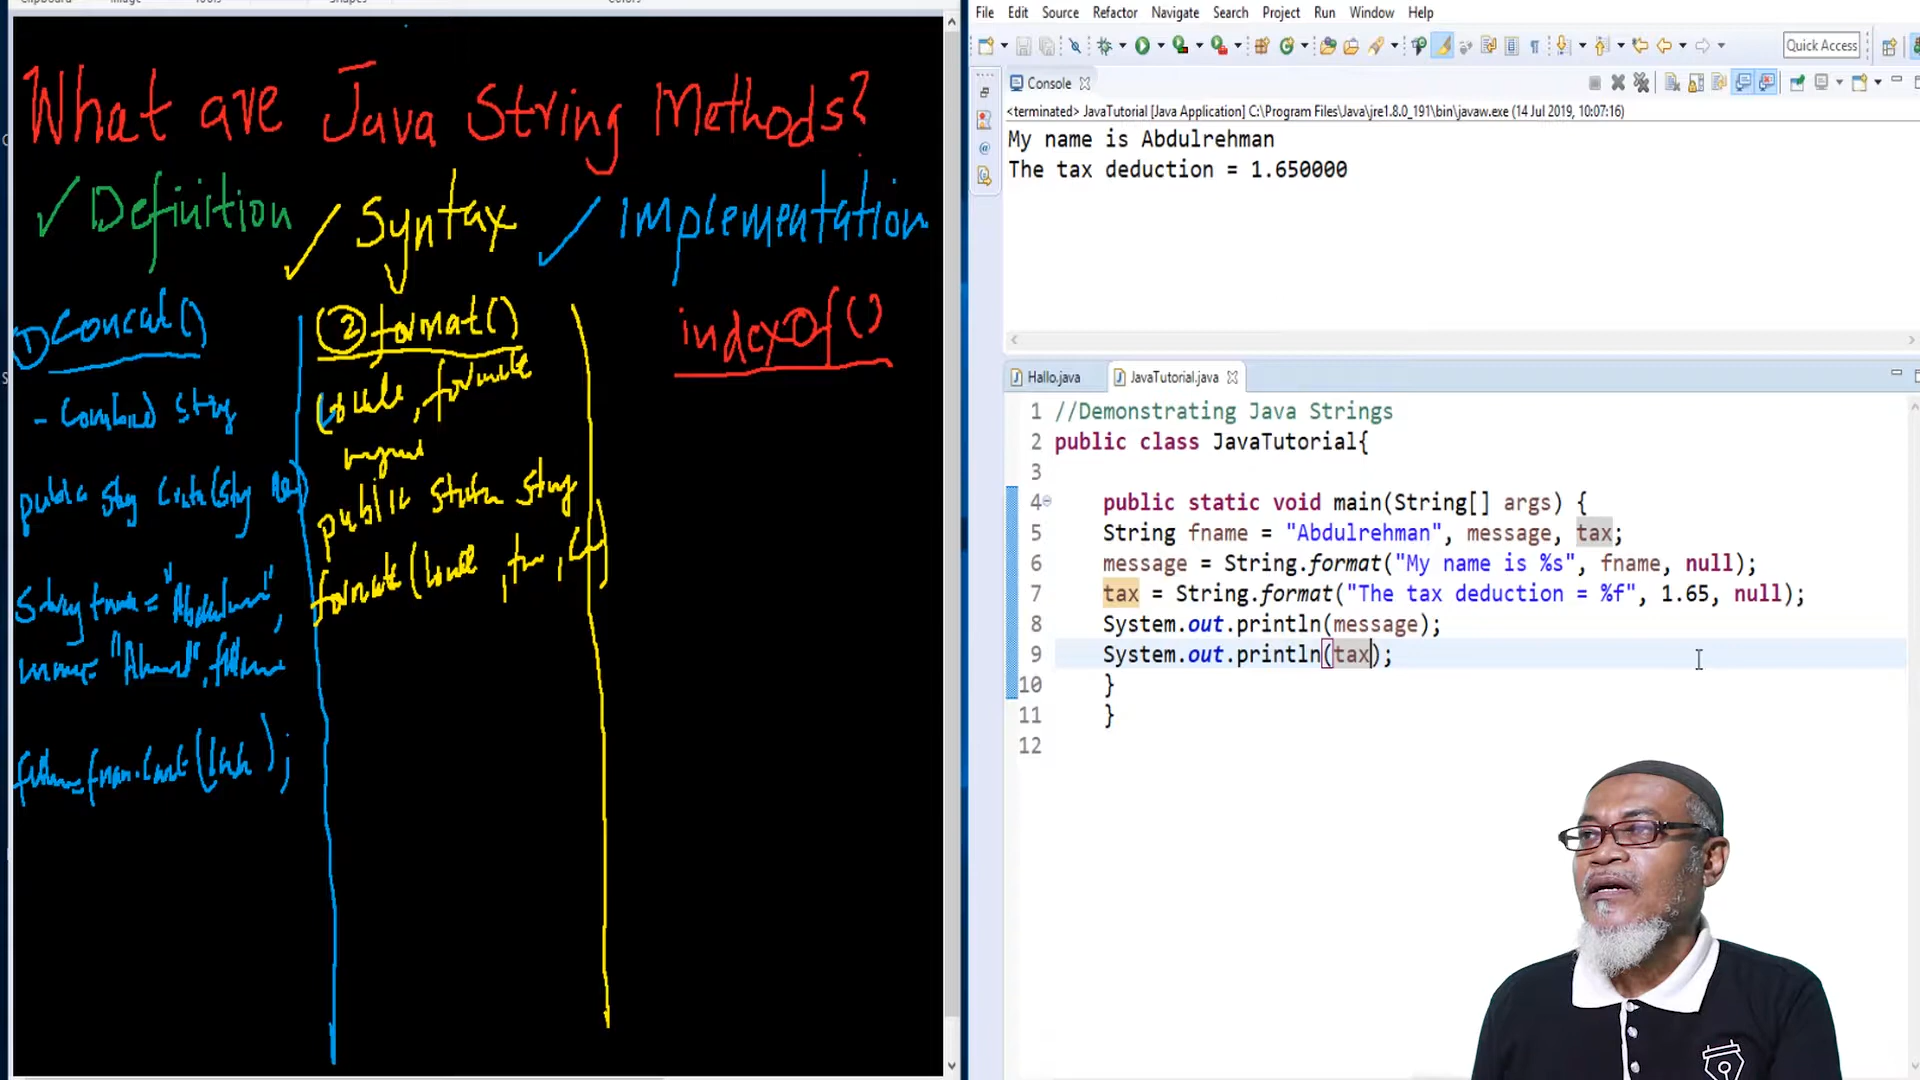 Clipboard Image Tools Shapes Colors
What are Java String Methods?
✓ Definition ✓ Syntax ✓ Implementation
① Concat()
- Combined string
② format()
public static string
indexOf()
File Edit Source Refactor Navigate Search Project Run Window Help
Quick Access
Console
<terminated> JavaTutorial [Java Application] C:\Program Files\Java\jre1.8.0_191\bin\javaw.exe (14 Jul 2019, 10:07:16)
My name is Abdulrehman
The tax deduction = 1.650000
Hallo.java JavaTutorial.java
1 //Demonstrating Java Strings
2 public class JavaTutorial{
3
4 public static void main(String[] args) {
5 String fname = "Abdulrehman", message, tax;
6 message = String.format("My name is %s", fname, null);
7 tax = String.format("The tax deduction = %f", 1.65, null);
8 System.out.println(message);
9 System.out.println(tax);
10 }
11 }
12